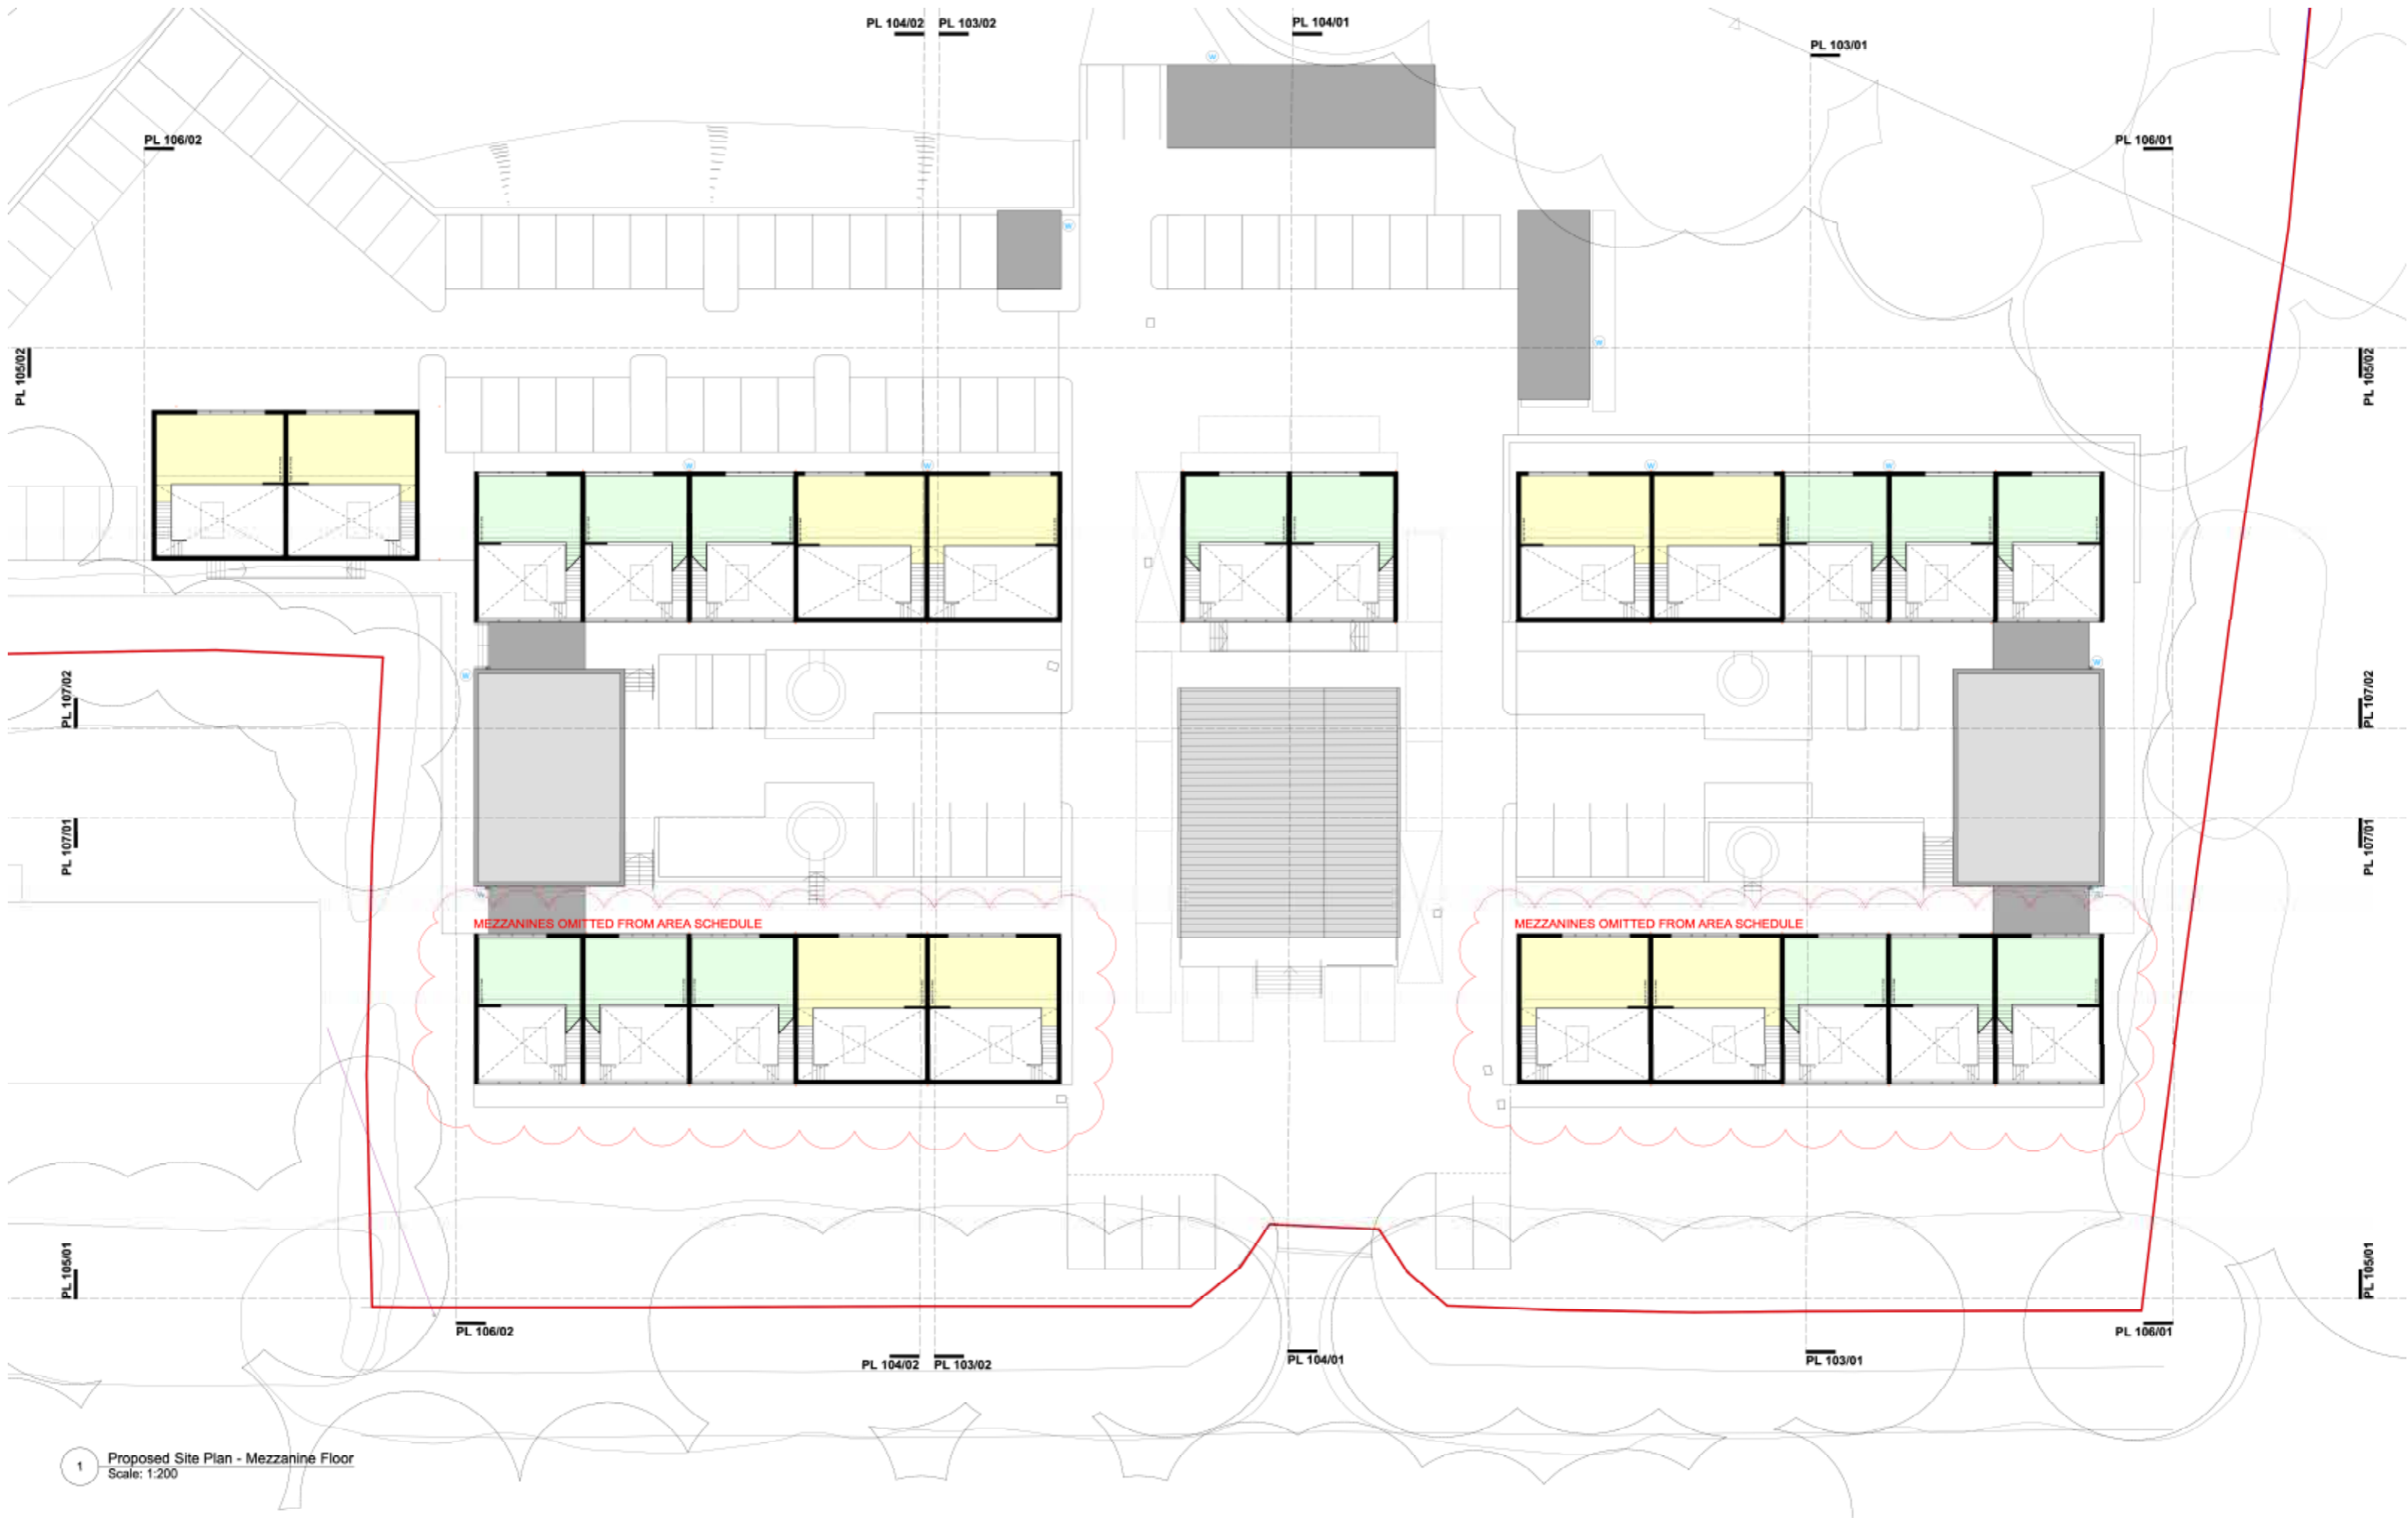 PL 104/02 PL 103/02
PL 104/01
PL 103/01
PL 106/02
PL 106/01
W
W
W
PL 105/02
PL 105/02
W
W
W
W
PL 107/02
W
W
PL 107/02
PL 107/01
PL 107/01
MEZZANINES OMITTED FROM AREA SCHEDULE
MEZZANINES OMITTED FROM AREA SCHEDULE
PL 105/01
PL 105/01
PL 106/02
PL 106/01
PL 104/02 PL 103/02
PL 104/01
PL 103/01
1 Proposed Site Plan - Mezzanine Floor
Scale: 1:200